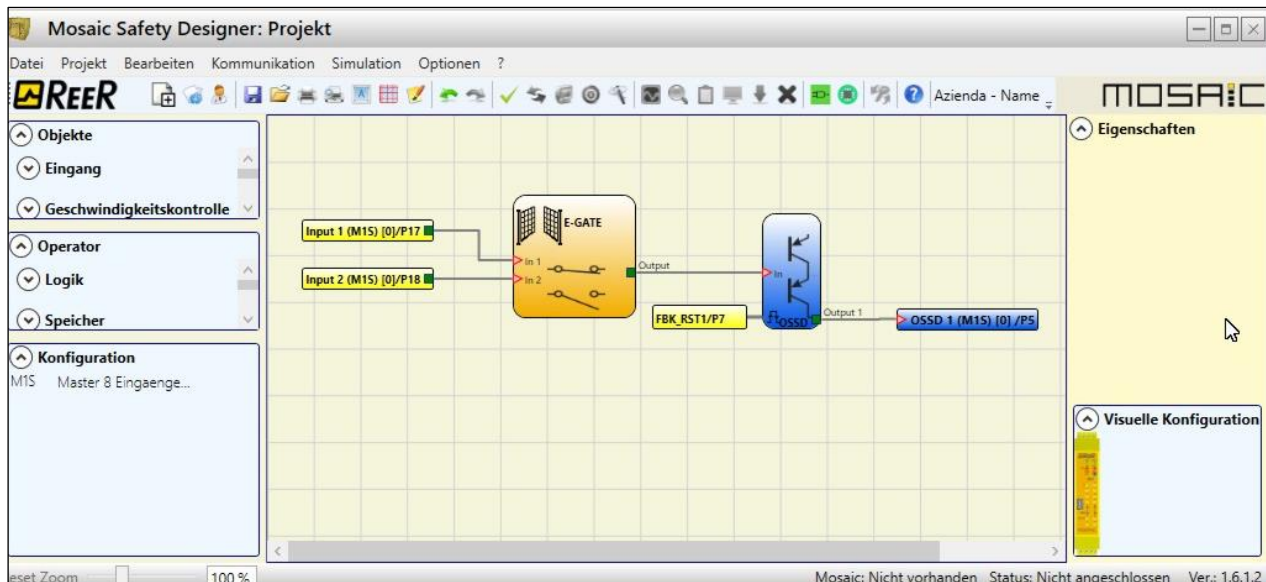 Mosaic Safety Designer: Projekt
Datei Projekt Bearbeiten Kommunikation Simulation Optionen ?
REER
Azienda - Name
MOSAIC
Objekte
Eingang
Geschwindigkeitskontrolle
Operator
Logik
Speicher
Konfiguration
M1S Master 8 Eingaenge...
Input 1 (M1S) [0]/P17
Input 2 (M1S) [0]/P18
E-GATE
In 1
In 2
Output
FBK_RST1/P7
In
OSSD
Output 1
OSSD 1 (M1S) [0] /P5
Eigenschaften
Visuelle Konfiguration
eset Zoom 100 %
Mosaic: Nicht vorhanden Status: Nicht angeschlossen Ver.: 1.6.1.2